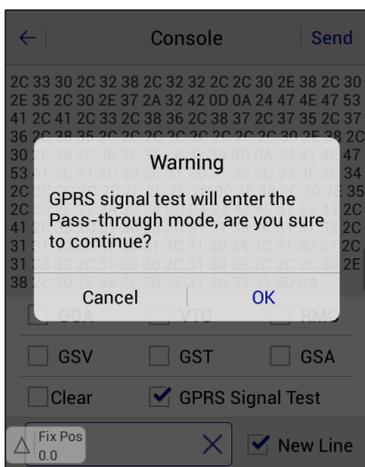 Console
Send
2C 33 30 2C 32 38 2C 32 32 2C 2C 30 2E 38 2C 30
2E 35 2C 30 2E 37 2A 32 42 0D 0A 24 47 4E 47 53
41 2C 41 2C 33 2C 38 36 2C 38 37 2C 37 35 2C 37
Warning
GPRS signal test will enter the
Pass-through mode, are you sure
to continue?
Cancel
OK
GGA
VTG
RMC
GSV
GST
GSA
Clear
GPRS Signal Test
Fix Pos
0.0
New Line